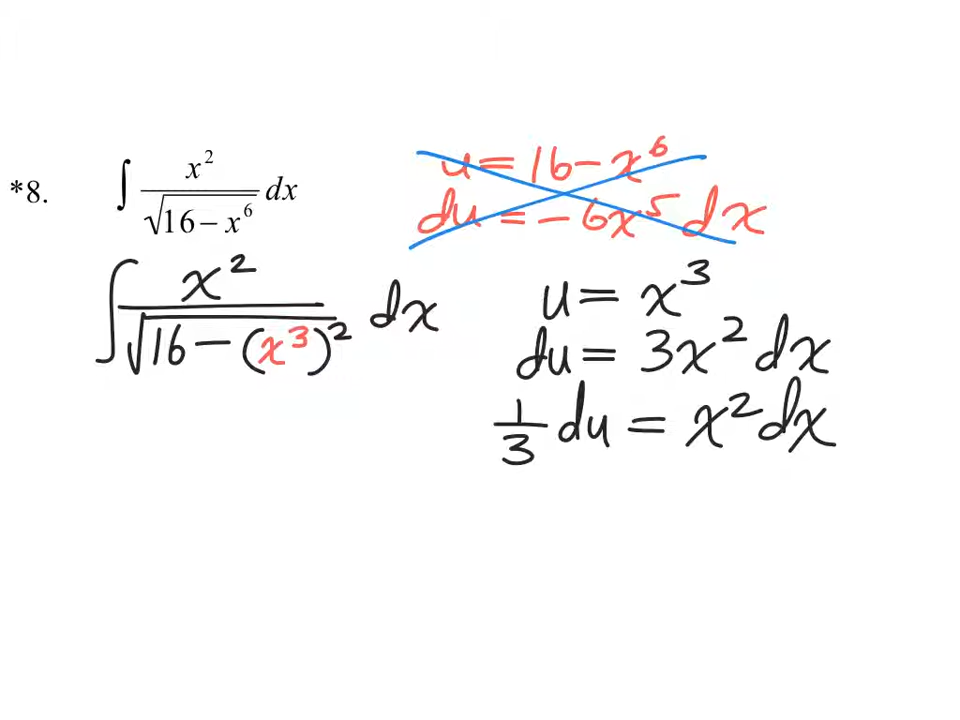 *8. ∫ x² / √(16 – x⁶) dx
u = 16 – x⁶
du = –6x⁵ dx
∫ x² / √(16 – (x³)²) dx
u = x³
du = 3x² dx
1/3 du = x² dx